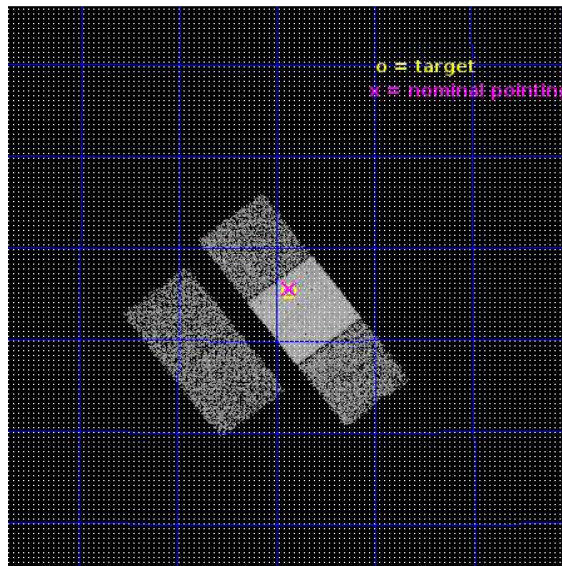 o = target
x = nominal pointing